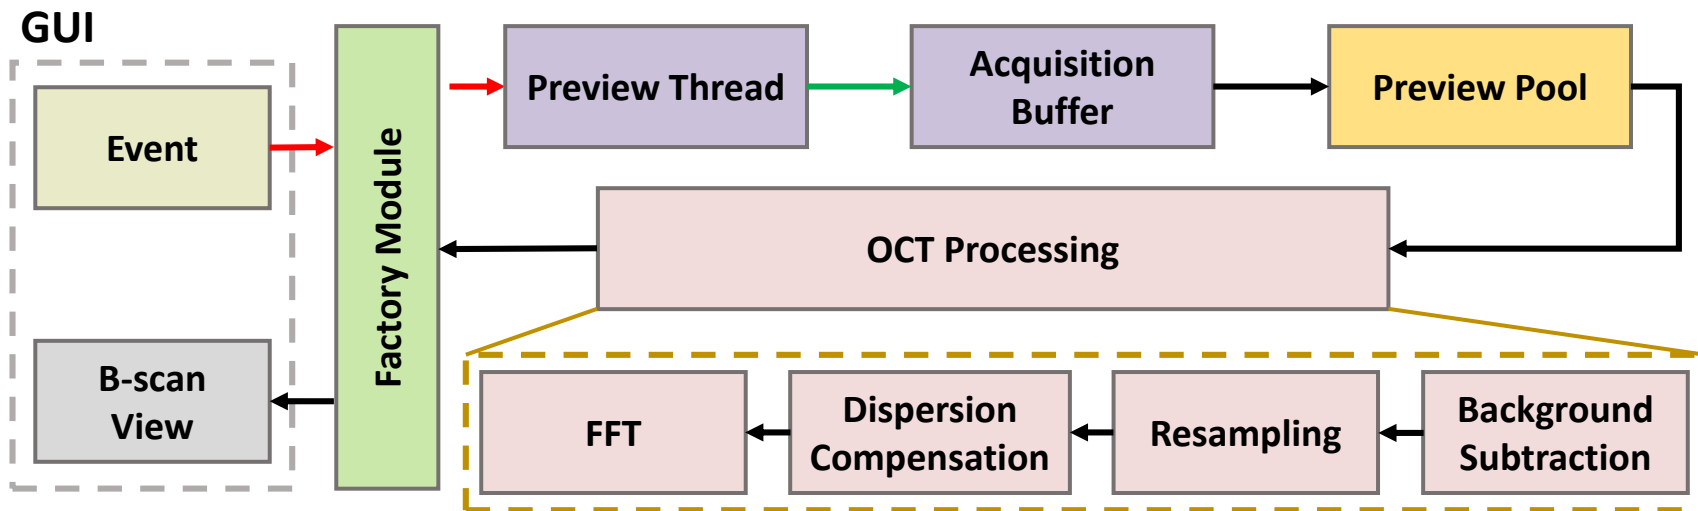 GUI
Event
B-scan
View
Factory Module
Preview Thread
Acquisition
Buffer
Preview Pool
OCT Processing
FFT
Dispersion
Compensation
Resampling
Background
Subtraction